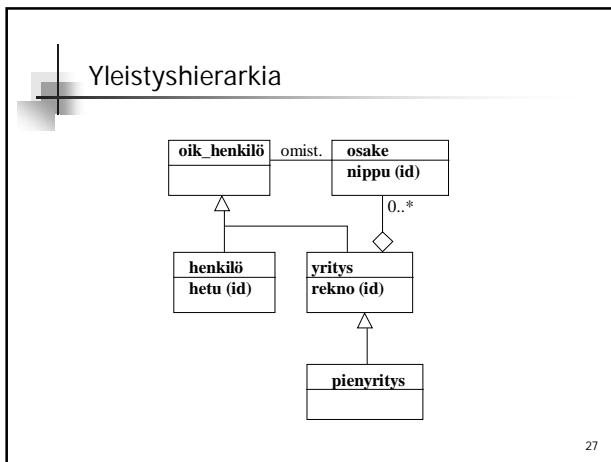 Yleistyshierarkia
oik_henkilö omist. osake
nippu (id)
0..*
henkilö yritys
hetu (id) rekno (id)
pienyritys
27